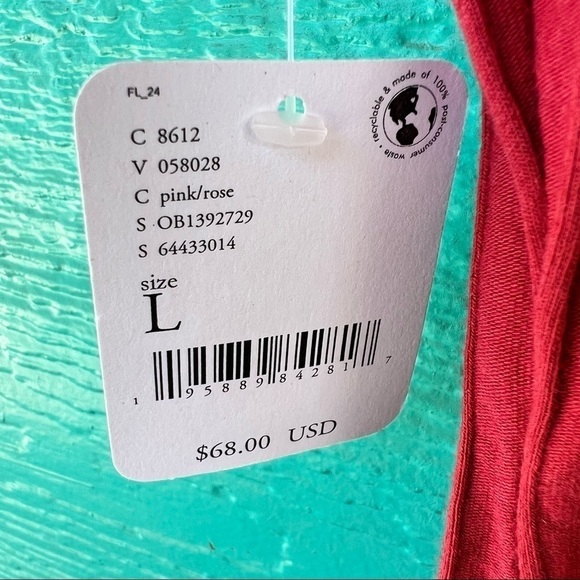 FL_24
recyclable & made of 100% post-consumer waste •
C 8612
V 058028
C pink/rose
S OB1392729
S 64433014
size
L
1 95889 84281 7
$68.00 USD